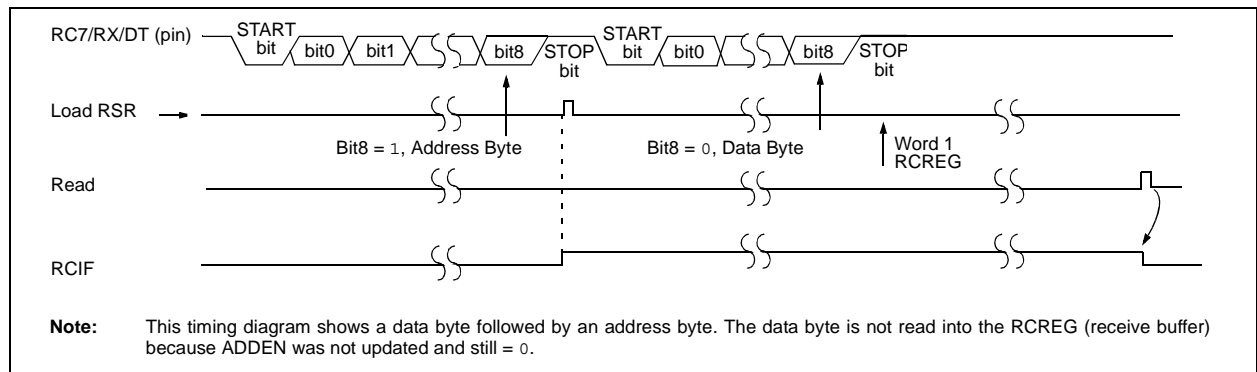 RC7/RX/DT (pin)
START
bit
bit0
bit1
bit8
STOP
bit
START
bit
bit0
bit8
STOP
bit
Load RSR
Bit8 = 1, Address Byte
Bit8 = 0, Data Byte
Word 1
RCREG
Read
RCIF
Note: This timing diagram shows a data byte followed by an address byte. The data byte is not read into the RCREG (receive buffer)
because ADDEN was not updated and still = 0.